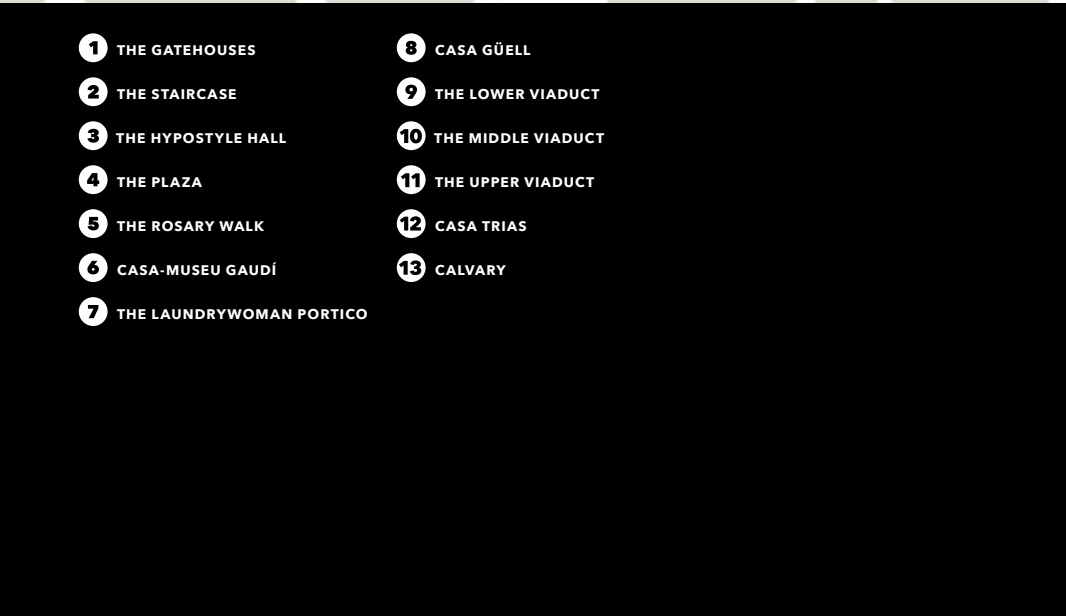 1 THE GATEHOUSES
2 THE STAIRCASE
3 THE HYPOSTYLE HALL
4 THE PLAZA
5 THE ROSARY WALK
6 CASA-MUSEU GAUDÍ
7 THE LAUNDRYWOMAN PORTICO
8 CASA GÜELL
9 THE LOWER VIADUCT
10 THE MIDDLE VIADUCT
11 THE UPPER VIADUCT
12 CASA TRIAS
13 CALVARY